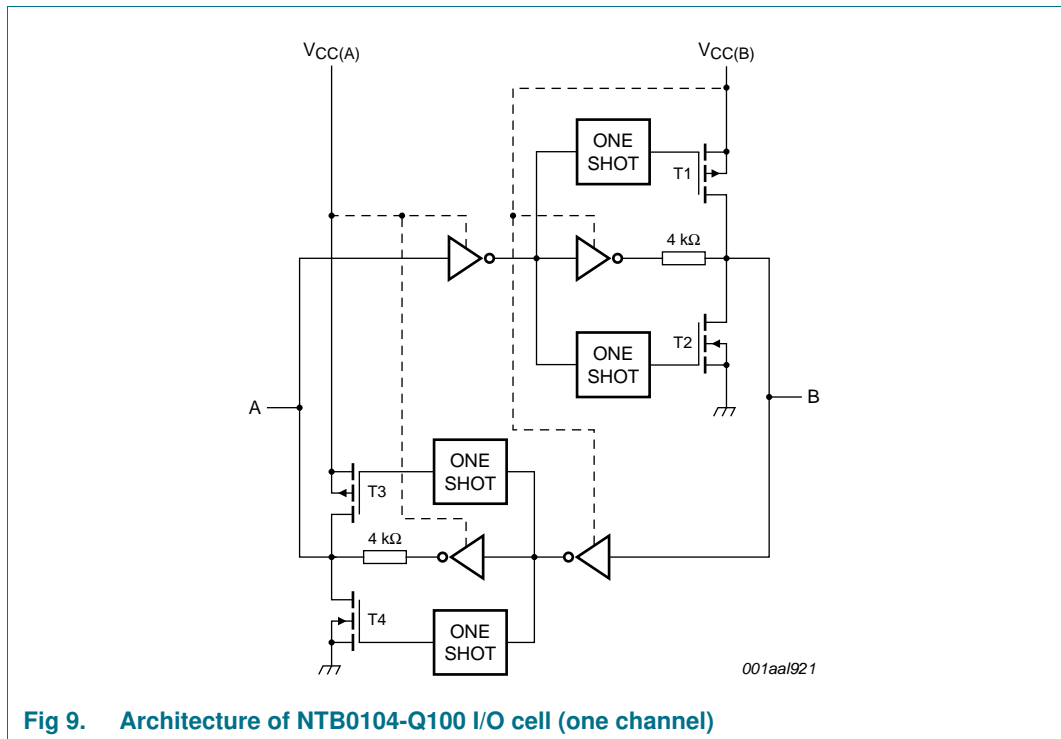 VCC(A)
VCC(B)
ONE
SHOT
T1
4 kΩ
ONE
SHOT
T2
A
B
ONE
SHOT
T3
4 kΩ
T4
ONE
SHOT
001aal921
Fig 9. Architecture of NTB0104-Q100 I/O cell (one channel)